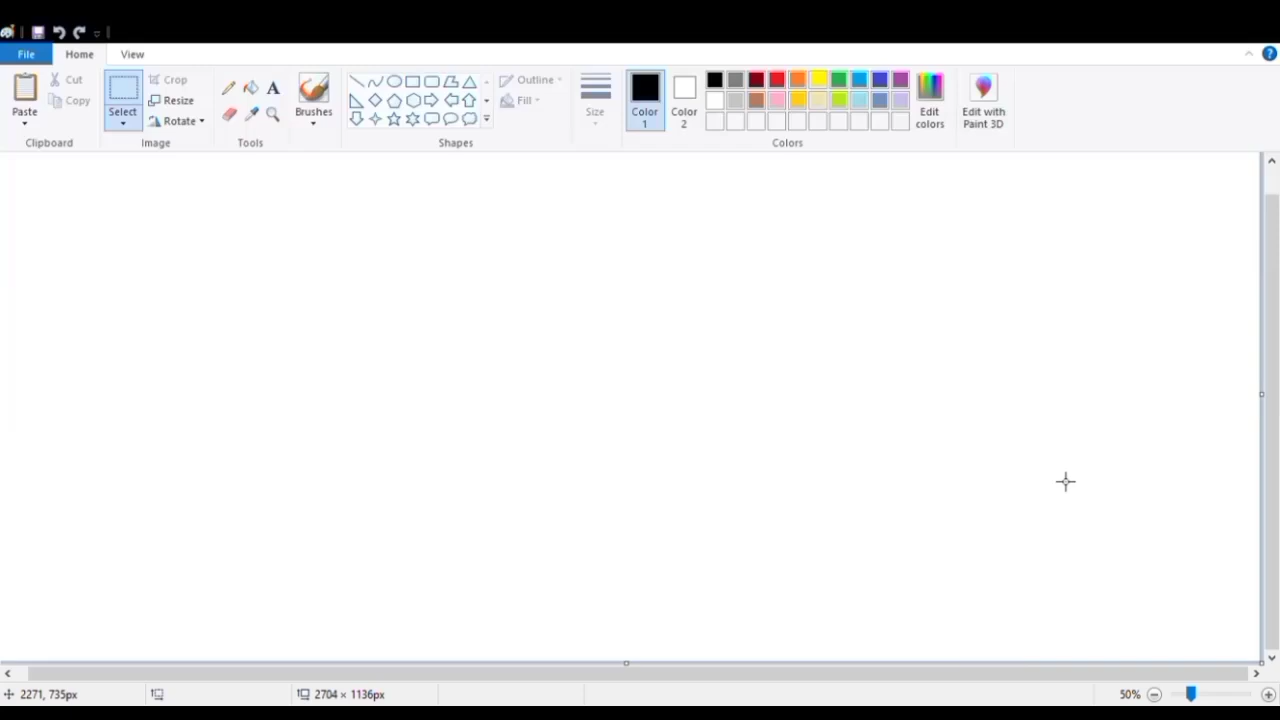 File Home View
Paste Cut Copy Select Crop Resize Rotate A Brushes Outline Fill Size Color 1 Color 2 Edit colors Edit with Paint 3D
Clipboard Image Tools Shapes Colors
2271, 735px 2704 × 1136px 50%